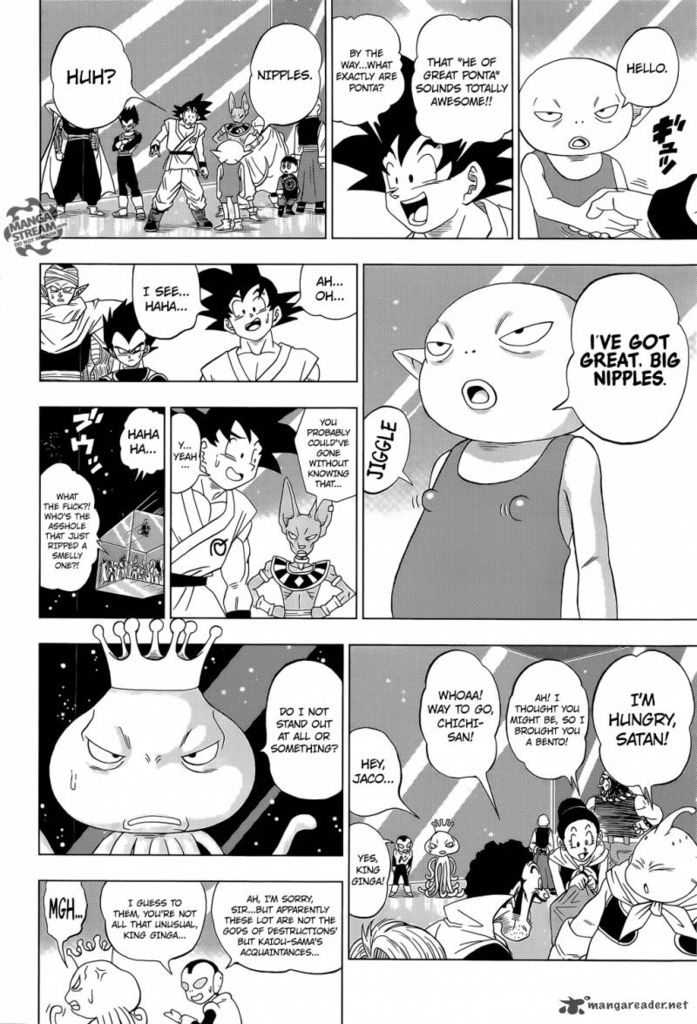 HELLO.
THAT "HE OF
GREAT PONTA"
SOUNDS
TOTALLY
AWESOME!!
BY THE
WAY...WHAT
EXACTLY ARE
PONTA?
NIPPLES.
HUH?
I'VE GOT
GREAT, BIG
NIPPLES.
JIGGLE
AH...
OH...
I SEE...
HAHA...
YOU
PROBABLY
COULD'VE
GONE
WITHOUT
KNOWING
THAT...
Y...
YEAH...
HAHA
HA...
WHAT
THE FUCK?!
WHO'S THE
ASSHOLE
THAT JUST
RIPPED A
SMELLY
ONE?!
I'M
HUNGRY,
SATAN!
AH! I
THOUGHT YOU
MIGHT BE, SO I
BROUGHT YOU
A BENTO!
WHOAA!
WAY TO GO,
CHICHI-
SAN!
HEY,
JACO...
YES,
KING
GINGA!
DO I NOT
STAND OUT
AT ALL OR
SOMETHING?
AH, I'M SORRY,
SIR...BUT APPARENTLY
THESE LOT ARE NOT THE
GODS OF DESTRUCTIONS'
BUT KAIOU-SAMA'S
ACQUAINTANCES...
I GUESS TO
THEM, YOU'RE NOT
ALL THAT UNUSUAL,
KING GINGA...
MGH...
MANGA
STREAM
DO NOT MIRROR
mangareader.net